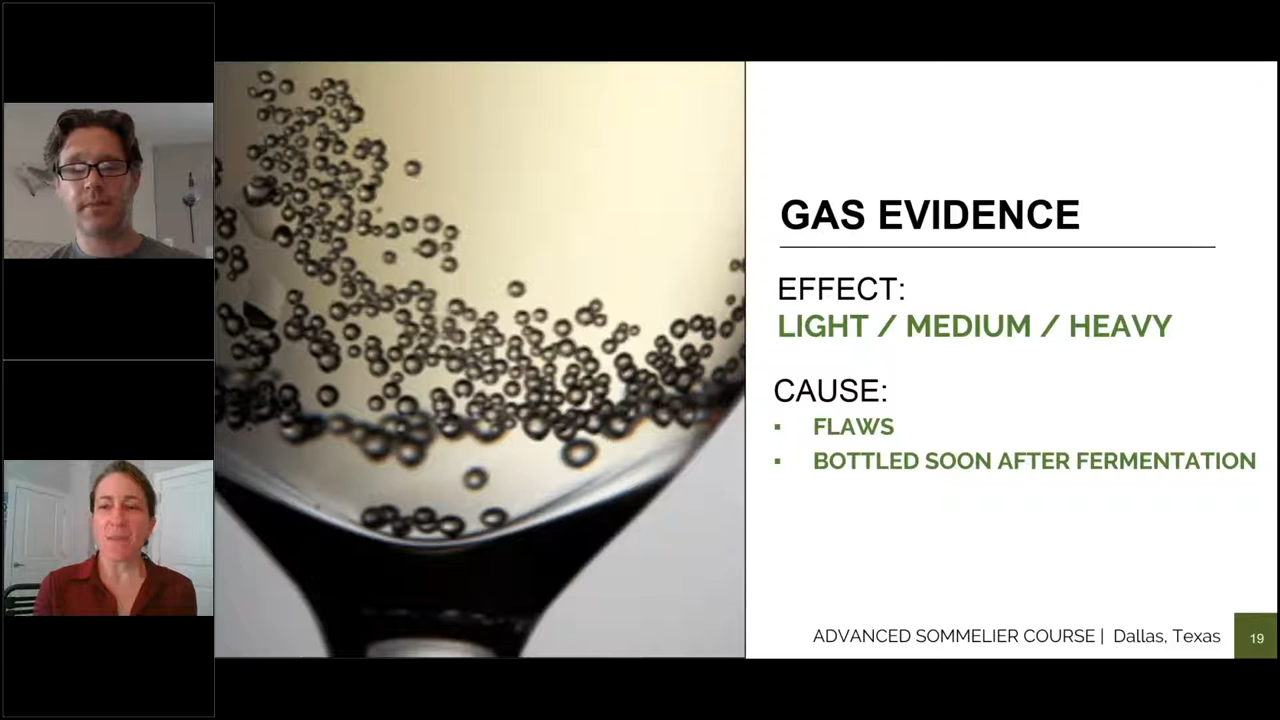 GAS EVIDENCE
EFFECT:
LIGHT / MEDIUM / HEAVY
CAUSE:
▪ FLAWS
▪ BOTTLED SOON AFTER FERMENTATION
ADVANCED SOMMELIER COURSE | Dallas, Texas
19